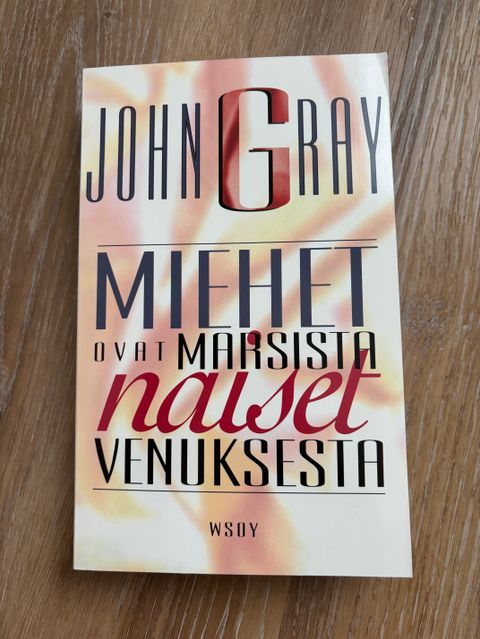 JOHN GRAY
MIEHET
OVAT MARSISTA
naiset
VENUKSESTA
WSOY